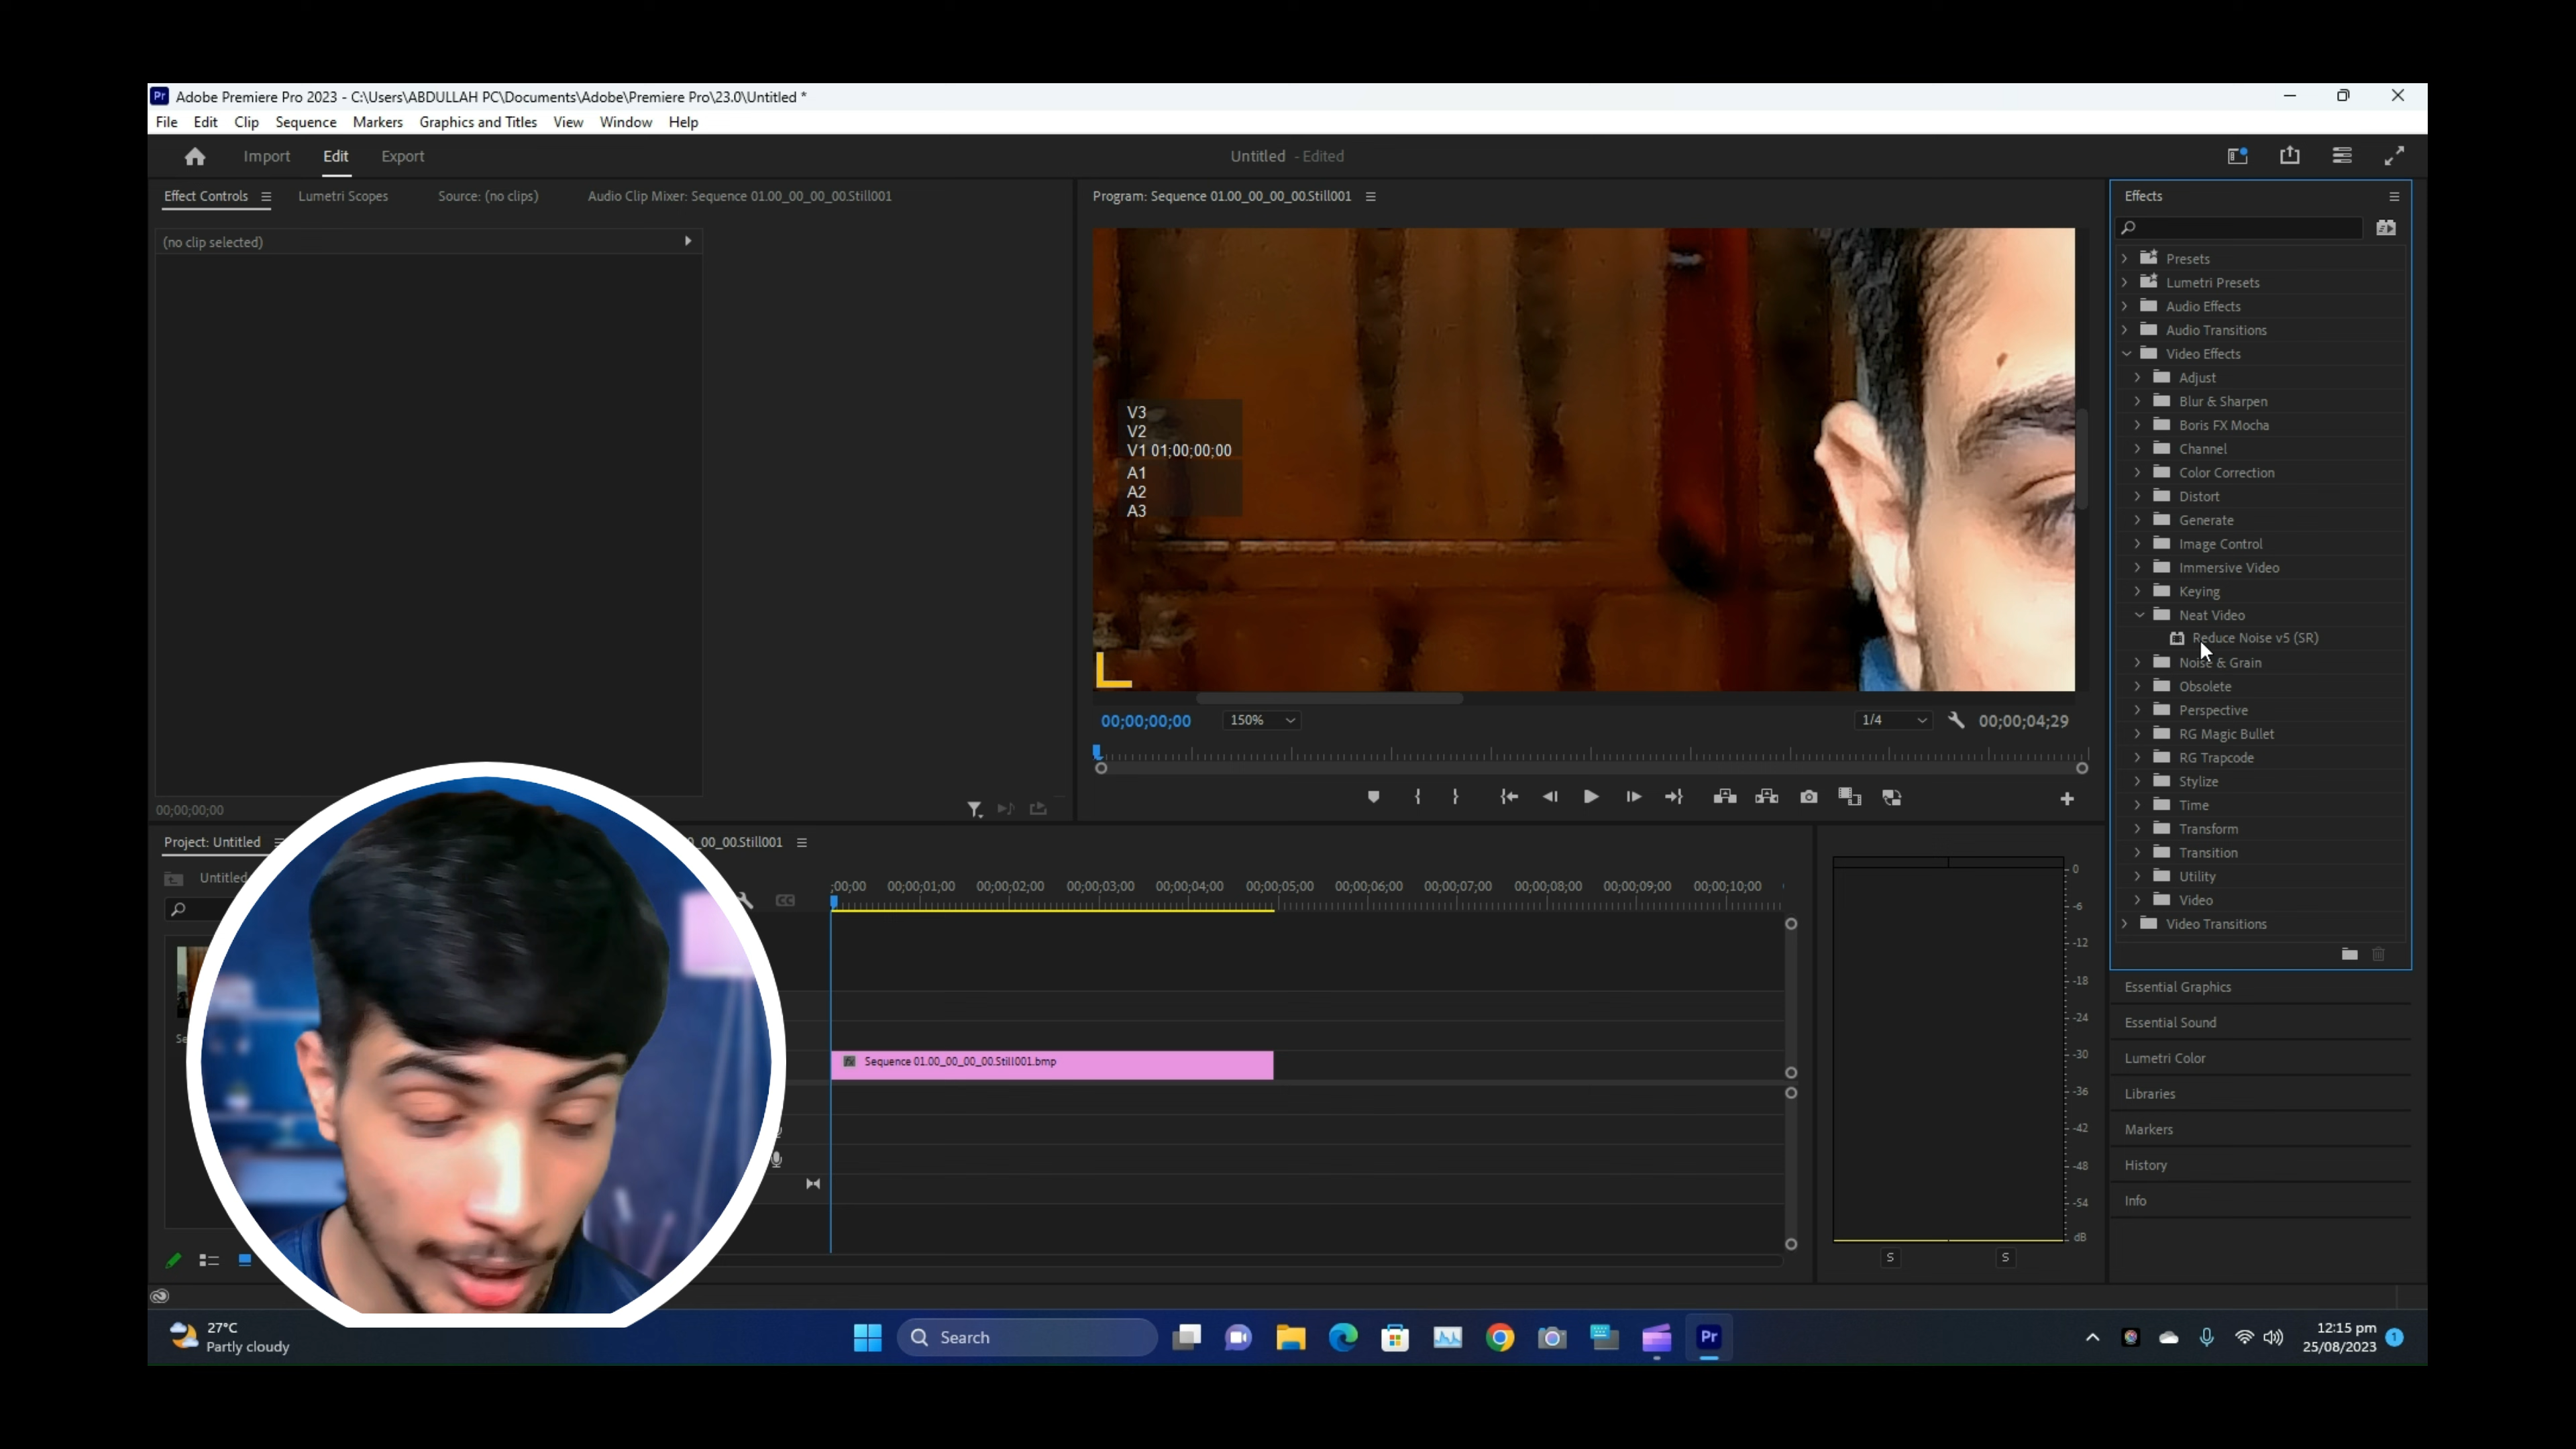 Pr Adobe Premiere Pro 2023 - C:\Users\ABDULLAH PC\Documents\Adobe\Premiere Pro\23.0\Untitled *
File Edit Clip Sequence Markers Graphics and Titles View Window Help
Import Edit Export
Untitled - Edited
Effect Controls Lumetri Scopes Source: (no clips) Audio Clip Mixer: Sequence 01.00_00_00_00.Still001
(no clip selected)
00;00;00;00
Program: Sequence 01.00_00_00_00.Still001
V3
V2
V1 01;00;00;00
A1
A2
A3
00;00;00;00 150% 1/4 00;00;04;29
Effects
Presets
Lumetri Presets
Audio Effects
Audio Transitions
Video Effects
Adjust
Blur & Sharpen
Boris FX Mocha
Channel
Color Correction
Distort
Generate
Image Control
Immersive Video
Keying
Neat Video
Reduce Noise v5 (SR)
Noise & Grain
Obsolete
Perspective
RG Magic Bullet
RG Trapcode
Stylize
Time
Transform
Transition
Utility
Video
Video Transitions
Essential Graphics
Essential Sound
Lumetri Color
Libraries
Markers
History
Info
Project: Untitled
Untitled
Se
0_00_00.Still001
CC
;00;00 00;00;01;00 00;00;02;00 00;00;03;00 00;00;04;00 00;00;05;00 00;00;06;00 00;00;07;00 00;00;08;00 00;00;09;00 00;00;10;00
fx Sequence 01.00_00_00_00.Still001.bmp
0
-6
-12
-18
-24
-30
-36
-42
-48
-54
dB
S S
27°C
Partly cloudy
Search
Pr
12:15 pm
25/08/2023
1